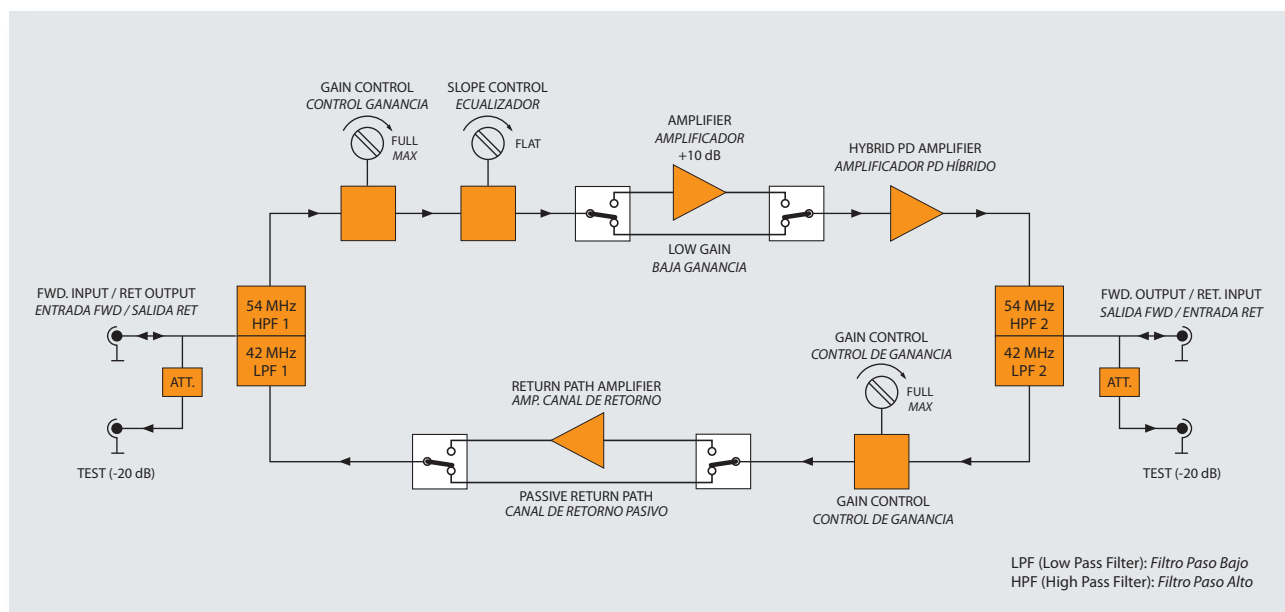 GAIN CONTROL
CONTROL GANANCIA
FULL
MAX
SLOPE CONTROL
ECUALIZADOR
FLAT
AMPLIFIER
AMPLIFICADOR
+10 dB
HYBRID PD AMPLIFIER
AMPLIFICADOR PD HÍBRIDO
LOW GAIN
BAJA GANANCIA
FWD. INPUT / RET OUTPUT
ENTRADA FWD / SALIDA RET
54 MHz
HPF 1
42 MHz
LPF 1
ATT.
TEST (-20 dB)
54 MHz
HPF 2
42 MHz
LPF 2
FWD. OUTPUT / RET. INPUT
SALIDA FWD / ENTRADA RET
ATT.
TEST (-20 dB)
GAIN CONTROL
CONTROL DE GANANCIA
FULL
MAX
GAIN CONTROL
CONTROL DE GANANCIA
RETURN PATH AMPLIFIER
AMP. CANAL DE RETORNO
PASSIVE RETURN PATH
CANAL DE RETORNO PASIVO
LPF (Low Pass Filter): Filtro Paso Bajo
HPF (High Pass Filter): Filtro Paso Alto